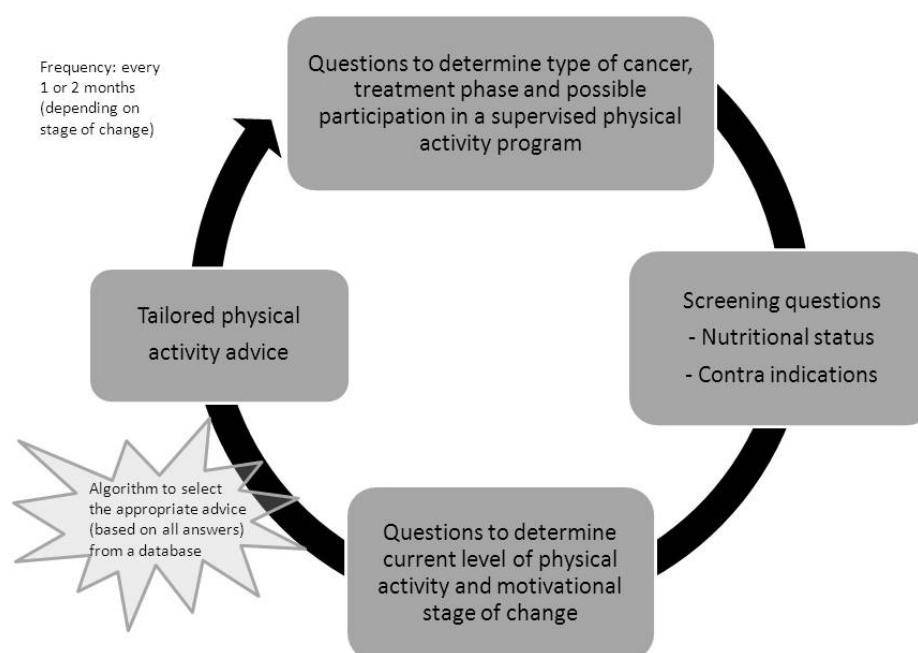 Frequency: every
1 or 2 months
(depending on
stage of change)
Questions to determine type of cancer,
treatment phase and possible
participation in a supervised physical
activity program
Screening questions
- Nutritional status
- Contra indications
Questions to determine
current level of physical
activity and motivational
stage of change
Algorithm to select
the appropriate advice
(based on all answers)
from a database
Tailored physical
activity advice